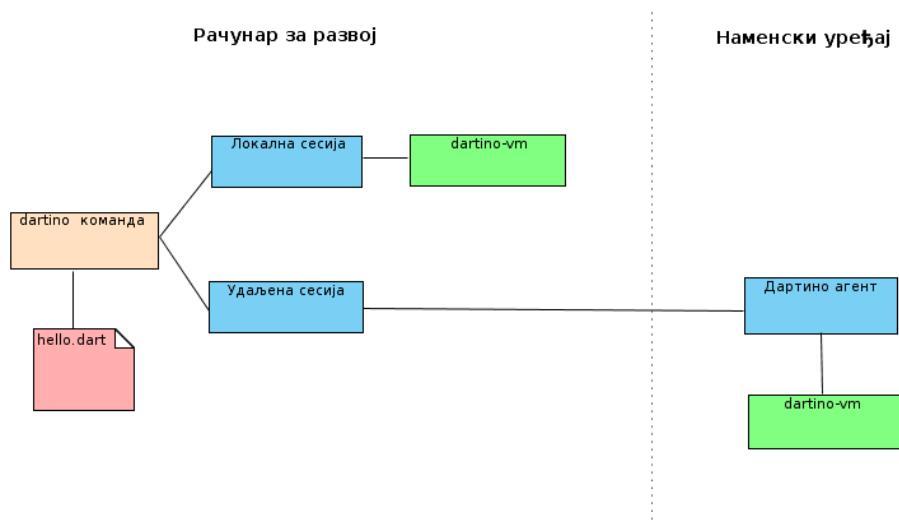 Рачунар за развој
Наменски уређај
Локална сесија
dartino-vm
dartino команда
Удаљена сесија
Дартино агент
hello.dart
dartino-vm